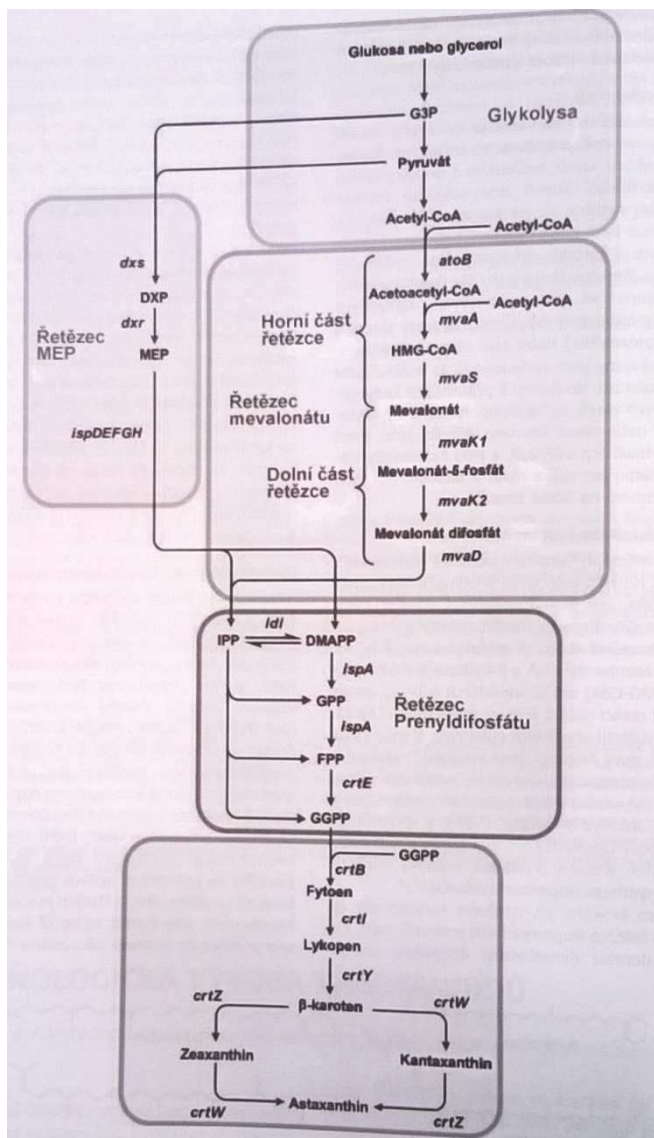 Glukosa nebo glycerol
G3P
Glykolysa
Pyruvát
Acetyl-CoA
Acetyl-CoA
dxs
DXP
dxr
MEP
Řetězec
MEP
ispDEFGH
atoB
Acetoacetyl-CoA
Acetyl-CoA
mvaA
Horní část
řetězce
HMG-CoA
mvaS
Řetězec
mevalonátu
Mevalonát
mvaK1
Dolní část
řetězce
Mevalonát-5-fosfát
mvaK2
Mevalonát difosfát
mvaD
Idi
IPP
DMAPP
ispA
GPP
Řetězec
Prenyldifosfátu
ispA
FPP
crtE
GGPP
GGPP
crtB
Fytoen
crtI
Lykopen
crtY
crtZ
β-karoten
crtW
Zeaxanthin
Kantaxanthin
crtW
Astaxanthin
crtZ